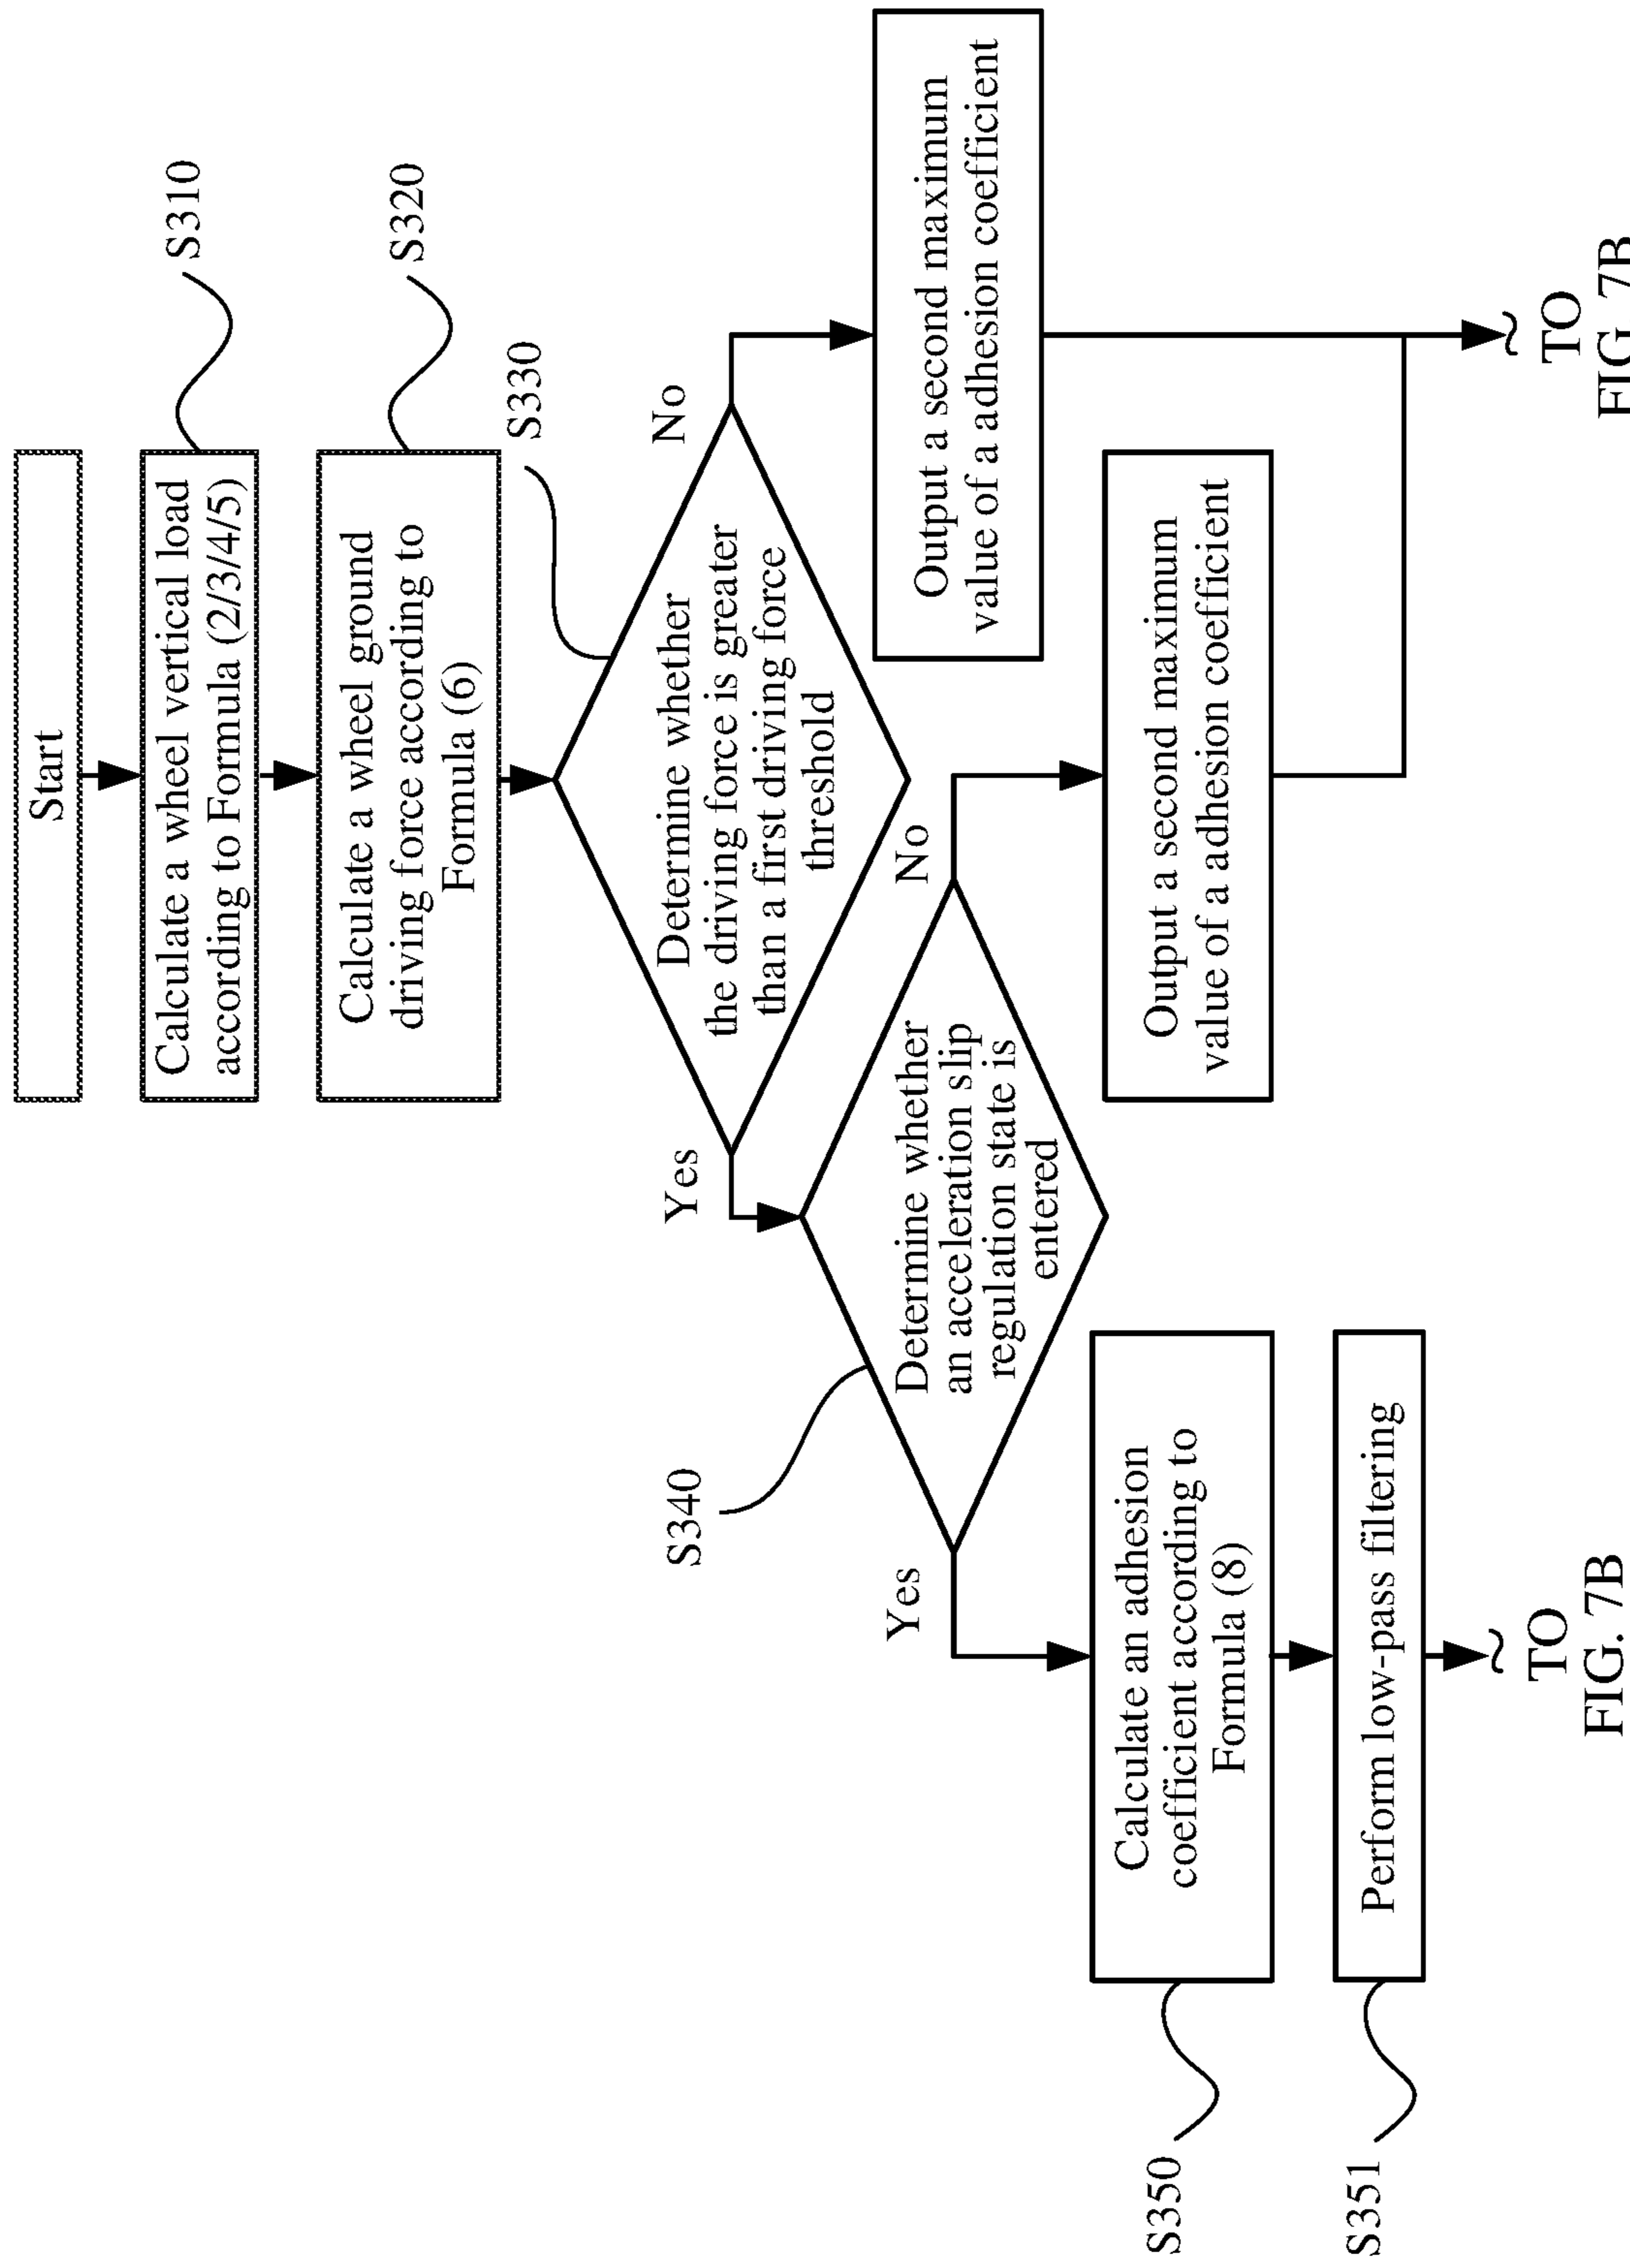 Start
Calculate a wheel vertical load
according to Formula (2/3/4/5)
S310
Calculate a wheel ground
driving force according to
Formula (6)
S320
S330
Determine whether
the driving force is greater
than a first driving force
threshold
Yes
No
S340
Determine whether
an acceleration slip
regulation state is
entered
Output a second maximum
value of a adhesion coefficient
Yes
No
Calculate an adhesion
coefficient according to
Formula (8)
S350
Output a second maximum
value of a adhesion coefficient
Perform low-pass filtering
S351
TO
FIG. 7B
TO
FIG. 7B